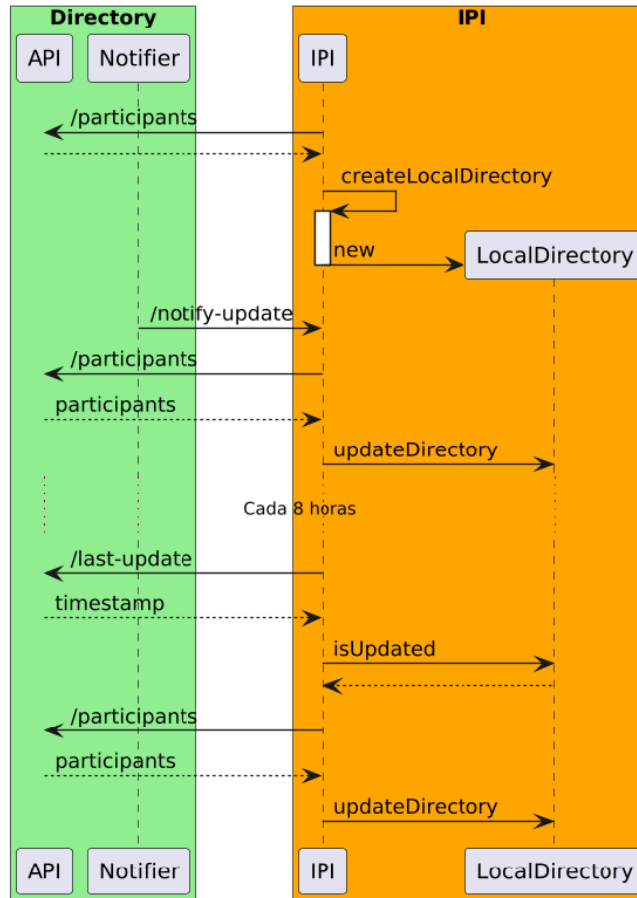 Directory
IPI
API
Notifier
IPI
/participants
createLocalDirectory
new
LocalDirectory
/notify-update
/participants
participants
updateDirectory
Cada 8 horas
/last-update
timestamp
isUpdated
/participants
participants
updateDirectory
API
Notifier
IPI
LocalDirectory